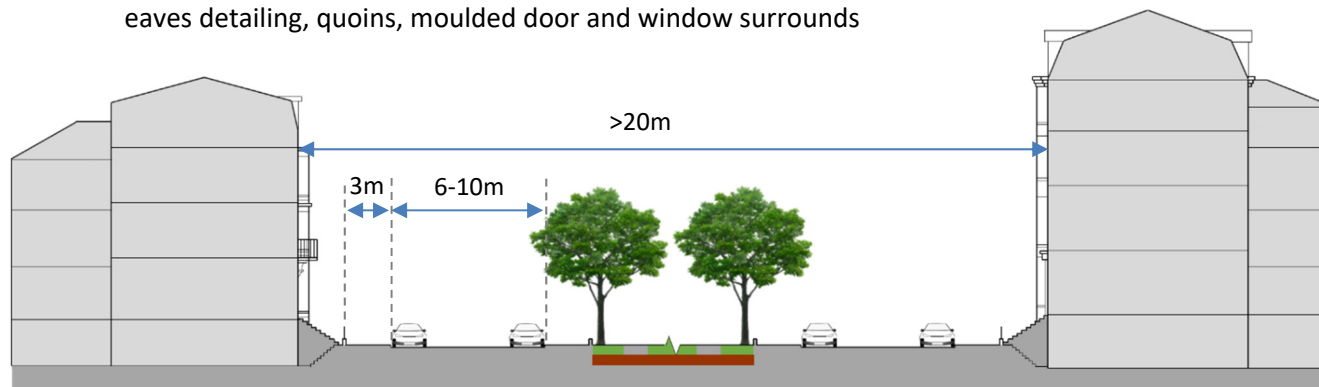 eaves detailing, quoins, moulded door and window surrounds
>20m
3m 6-10m